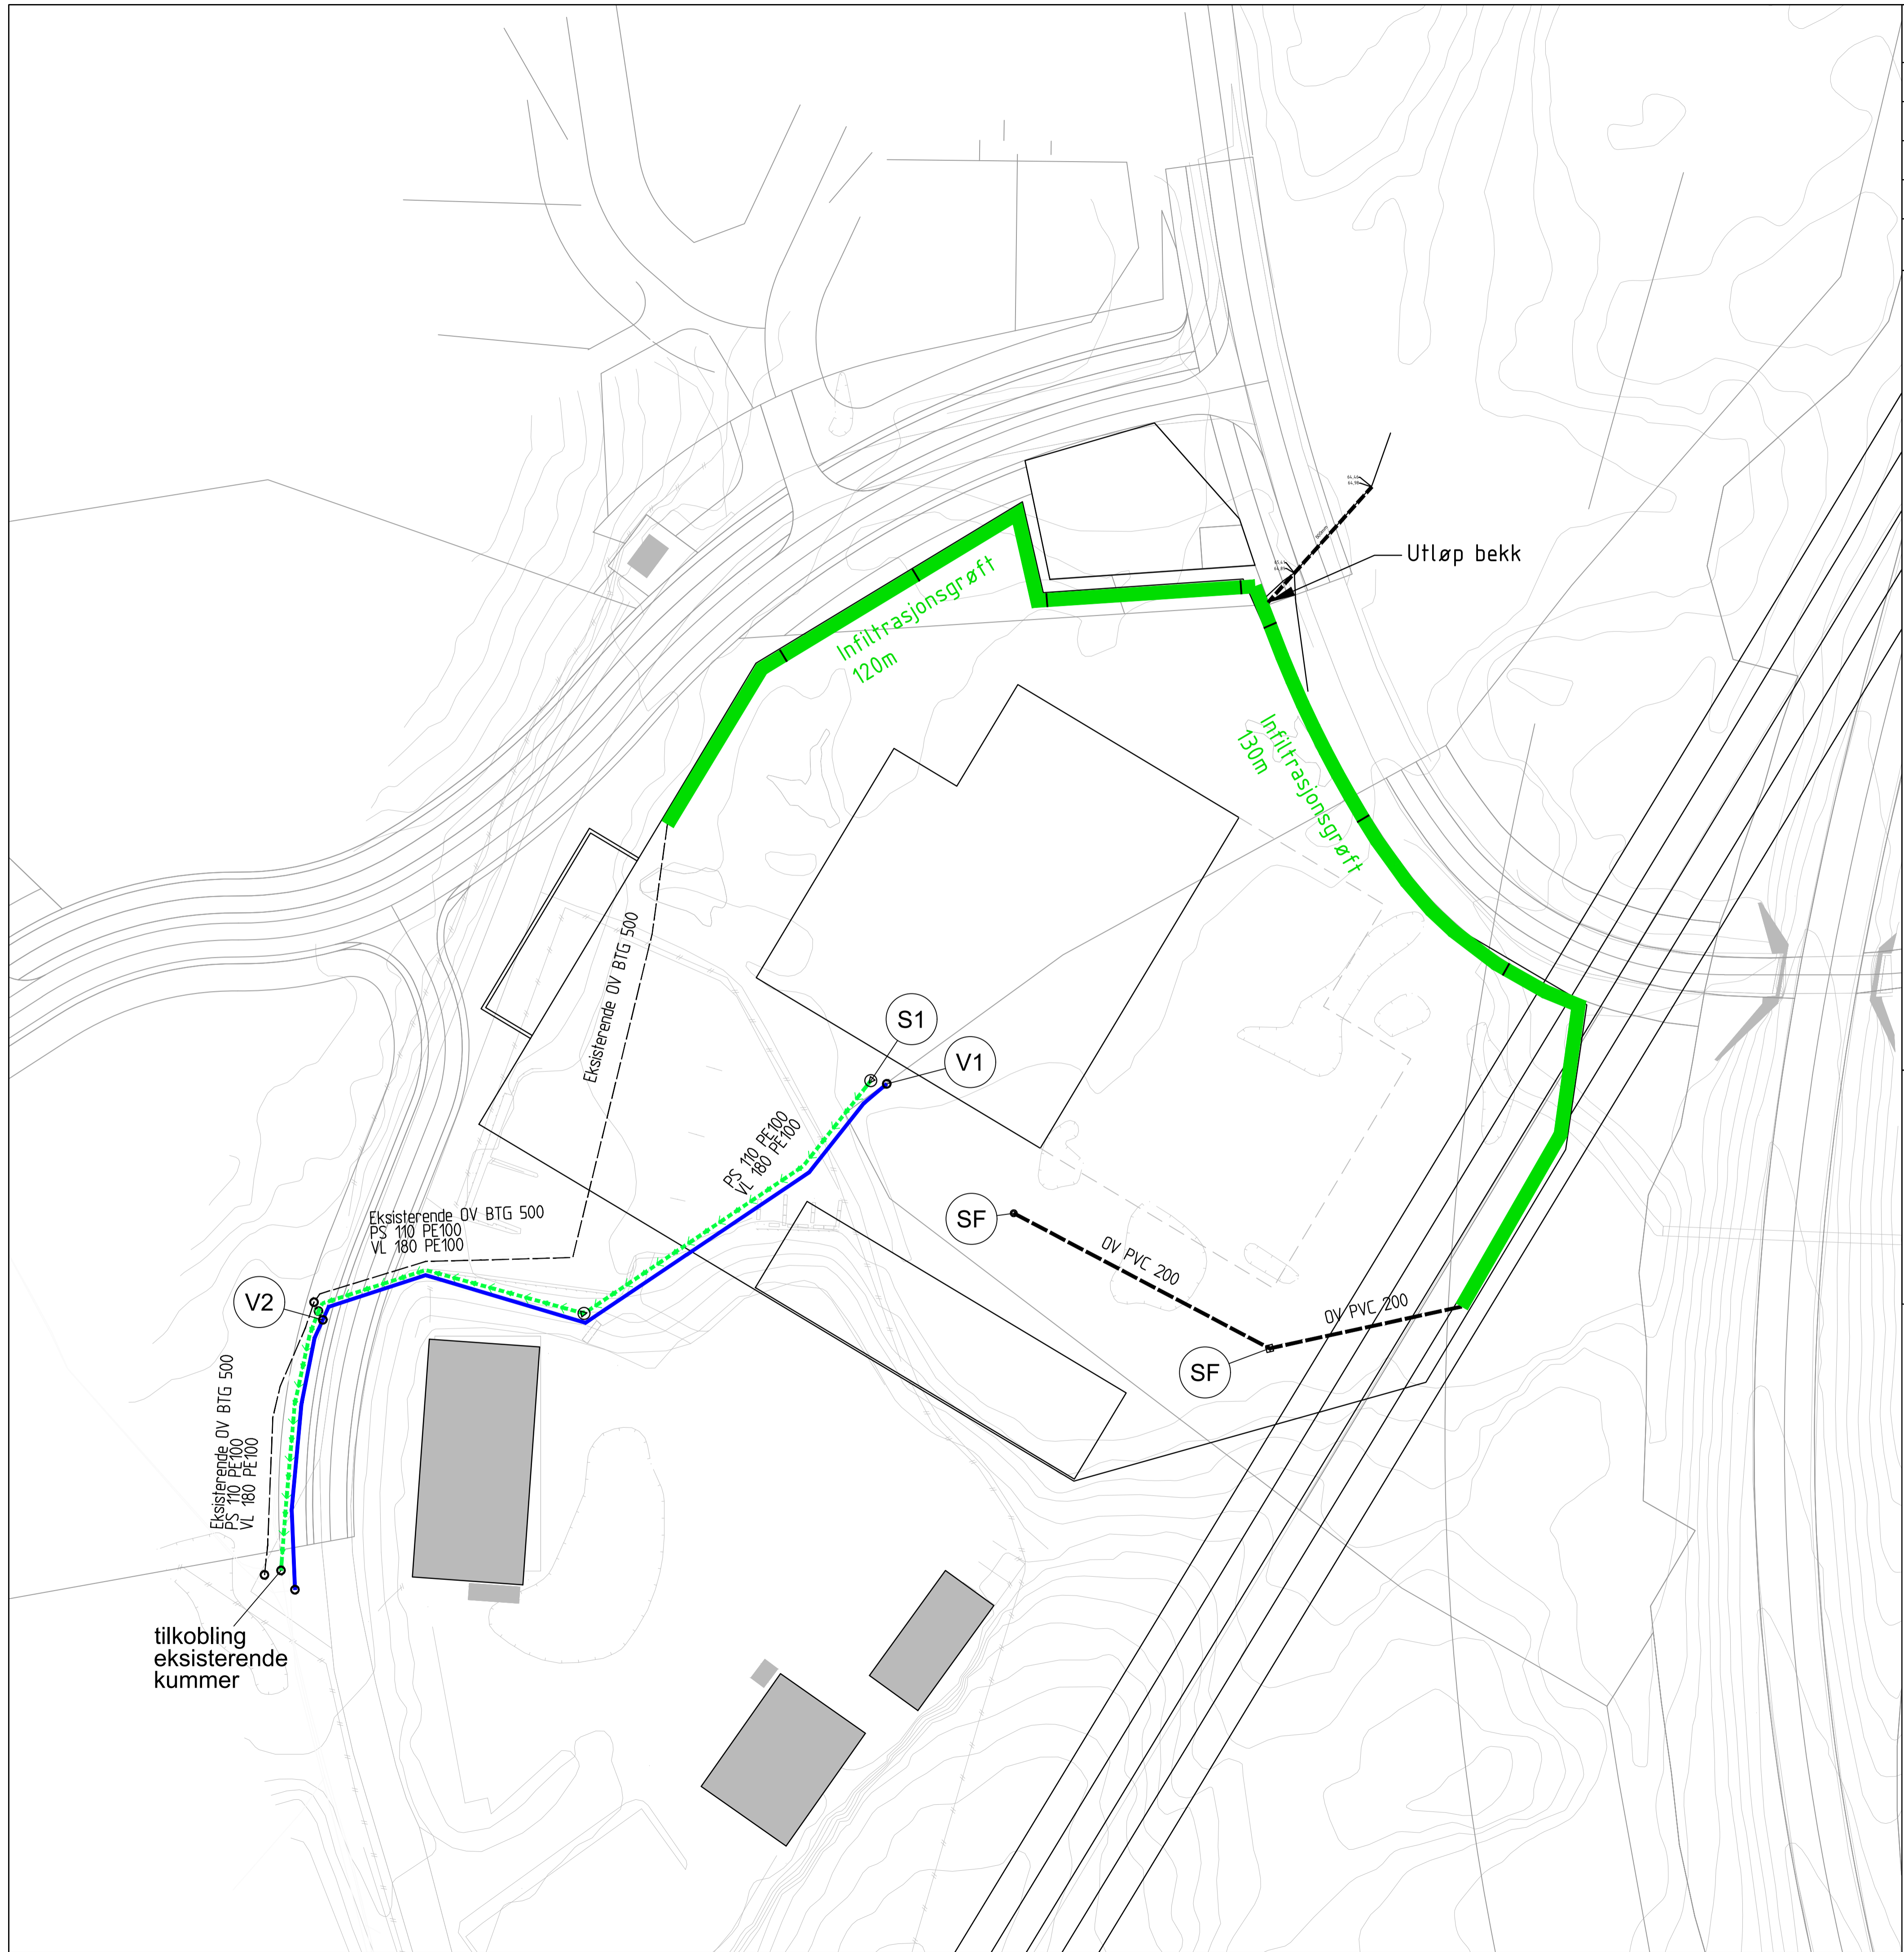 Utløp bekk
Infiltrasjonsgrøft
120m
Infiltrasjonsgrøft
130m
Eksisterende OV BTG 500
S1
V1
PS 110 PE100
VL 180 PE100
SF
OV PVC 200
OV PVC 200
SF
Eksisterende OV BTG 500
PS 110 PE100
VL 180 PE100
V2
Eksisterende OV BTG 500
PS 110 PE100
VL 180 PE100
tilkobling
eksisterende
kummer